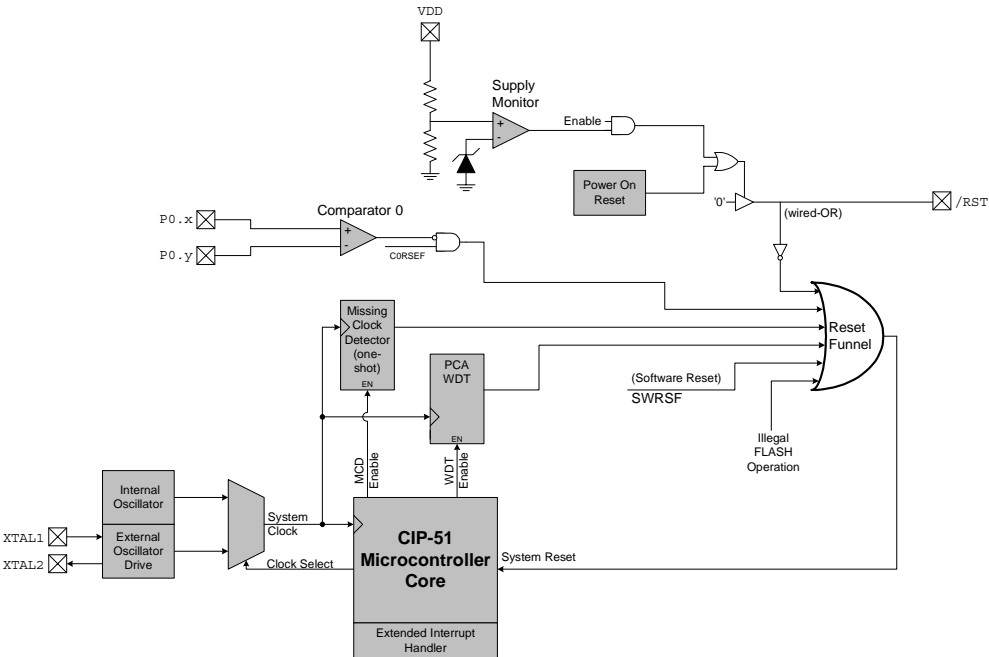 VDD
Supply
Monitor
+
-
Enable
Power On
Reset
'0'
(wired-OR)
/RST
P0.x
P0.y
Comparator 0
+
-
C0RSEF
Missing
Clock
Detector
(one-
shot)
EN
PCA
WDT
EN
Reset
Funnel
(Software Reset)
SWRSF
Illegal
FLASH
Operation
MCD
Enable
WDT
Enable
Internal
Oscillator
External
Oscillator
Drive
XTAL1
XTAL2
System
Clock
Clock Select
CIP-51
Microcontroller
Core
System Reset
Extended Interrupt
Handler